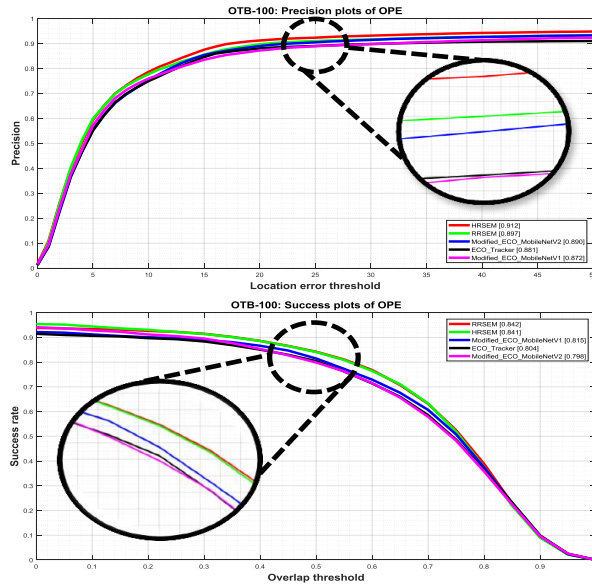 OTB-100: Precision plots of OPE
Precision
1
0.9
0.8
0.7
0.6
0.5
0.4
0.3
0.2
0.1
0
0 5 10 15 20 25 30 35 40 45 50
Location error threshold
HRSEM [0.912]
RRSEM [0.897]
Modified_ECO_MobileNetV2 [0.890]
ECO_Tracker [0.881]
Modified_ECO_MobileNetV1 [0.872]
OTB-100: Success plots of OPE
Success rate
1
0.9
0.8
0.7
0.6
0.5
0.4
0.3
0.2
0.1
0
0 0.1 0.2 0.3 0.4 0.5 0.6 0.7 0.8 0.9
Overlap threshold
RRSEM [0.842]
HRSEM [0.841]
Modified_ECO_MobileNetV1 [0.815]
ECO_Tracker [0.804]
Modified_ECO_MobileNetV2 [0.798]